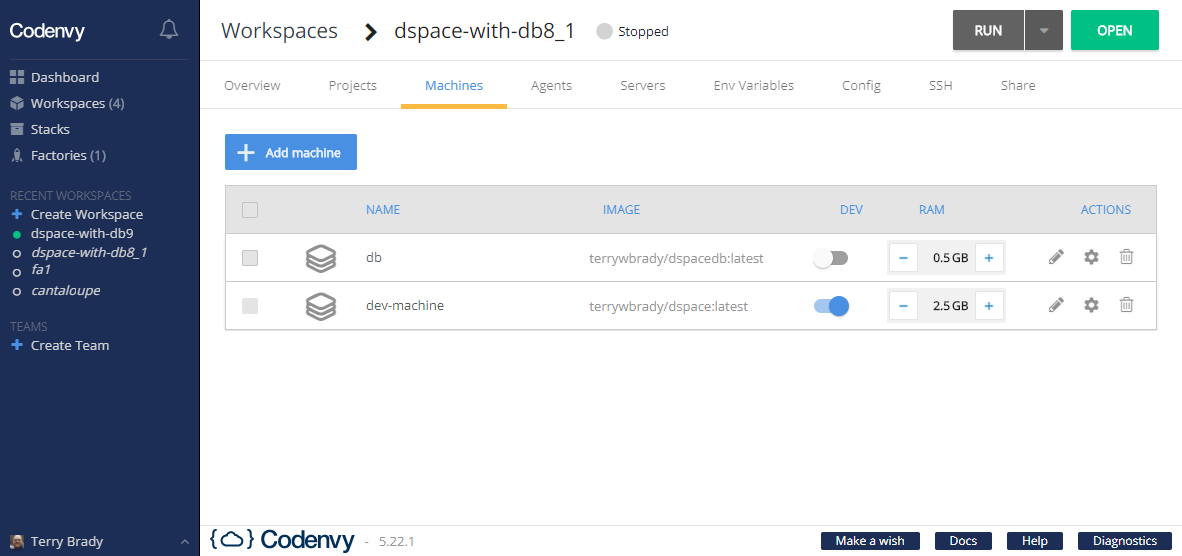 Codenvy
Dashboard
Workspaces (4)
Stacks
Factories (1)
RECENT WORKSPACES
+ Create Workspace
dspace-with-db9
dspace-with-db8_1
fa1
cantaloupe
TEAMS
+ Create Team
Terry Brady
Workspaces > dspace-with-db8_1 Stopped
RUN OPEN
Overview Projects Machines Agents Servers Env Variables Config SSH Share
+ Add machine
NAME IMAGE DEV RAM ACTIONS
db terrywbrady/dspacedb:latest − 0.5 GB +
dev-machine terrywbrady/dspace:latest − 2.5 GB +
{} Codenvy - 5.22.1
Make a wish Docs Help Diagnostics